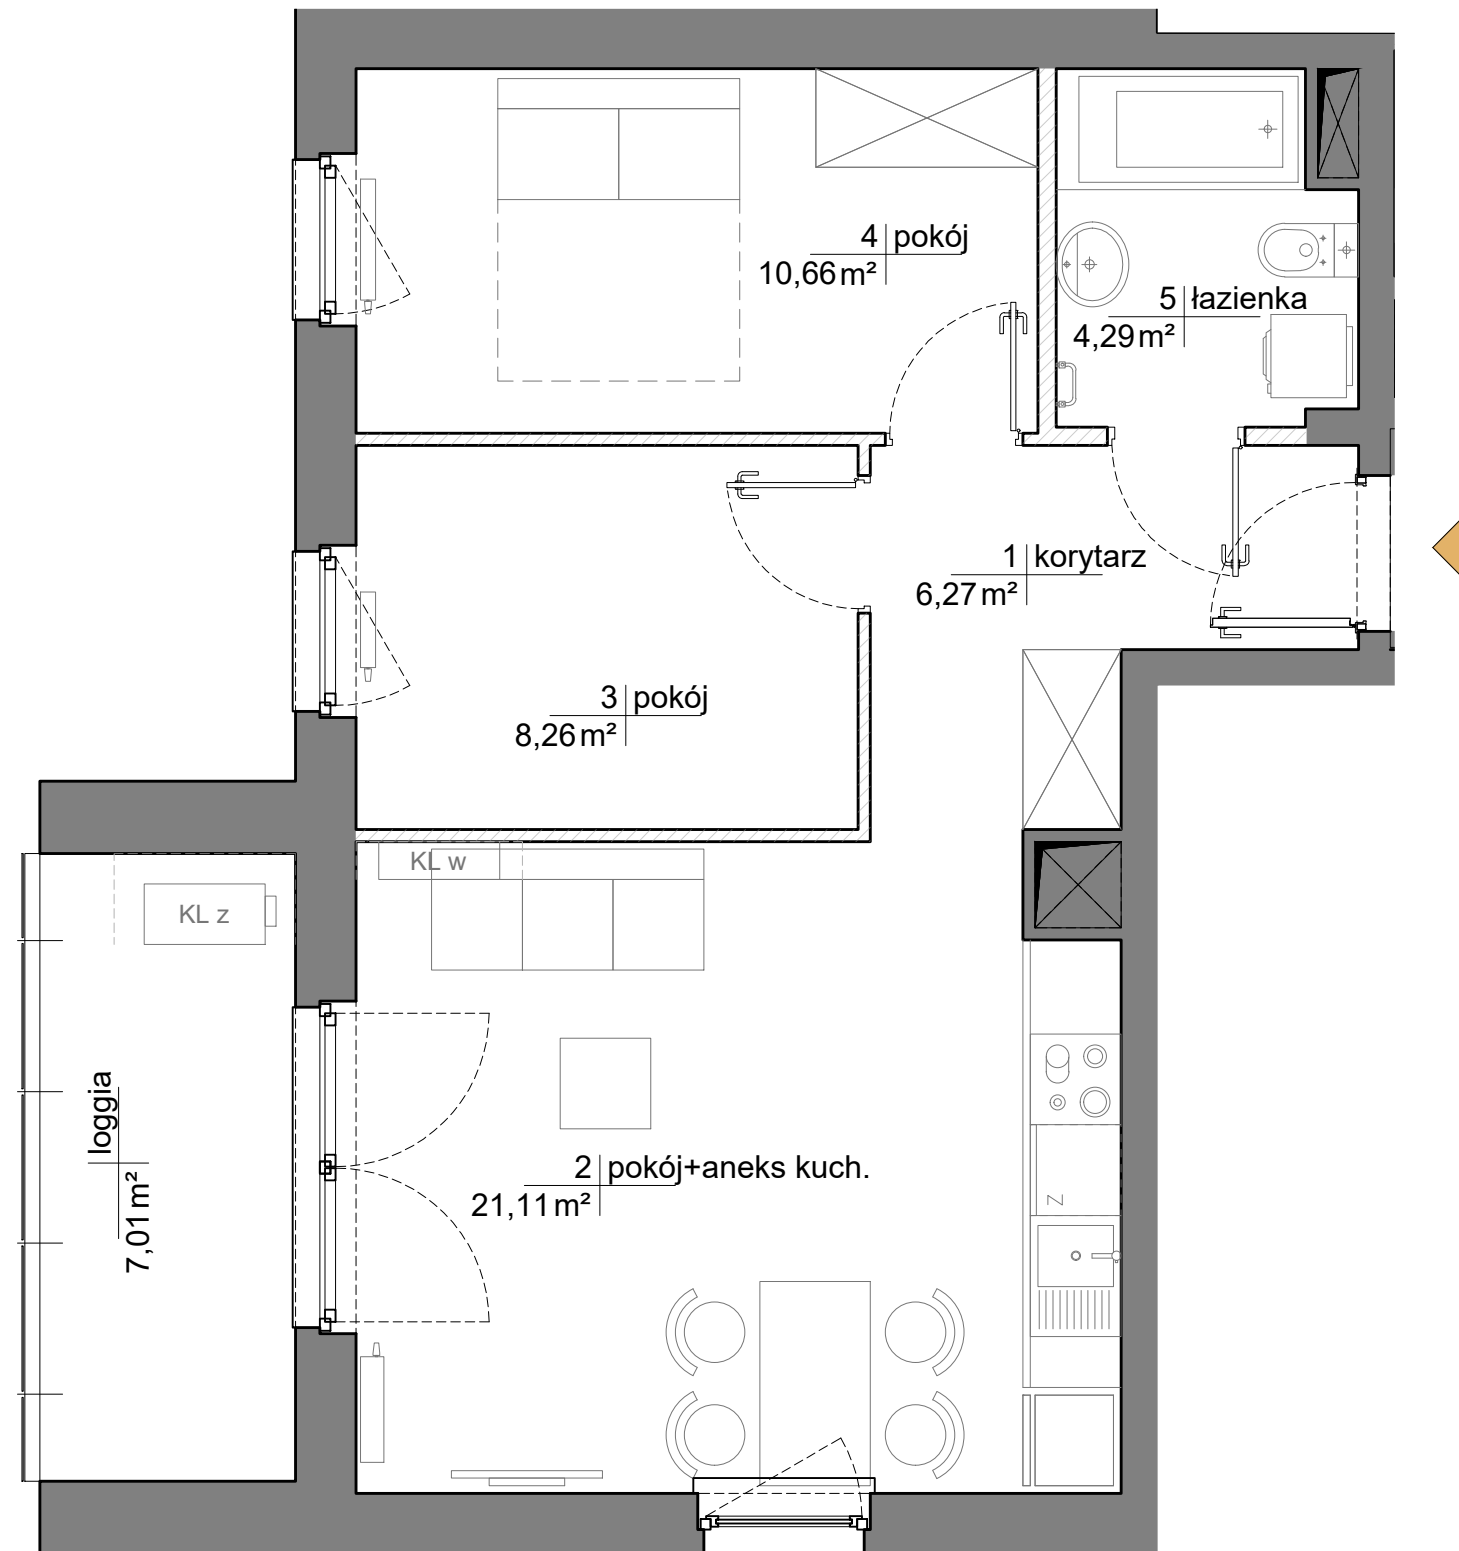 4 pokój
10,66 m²
5 łazienka
4,29 m²
1 korytarz
6,27 m²
3 pokój
8,26 m²
KL w
KL z
loggia
7,01 m²
2 pokój+aneks kuch.
21,11 m²
Z